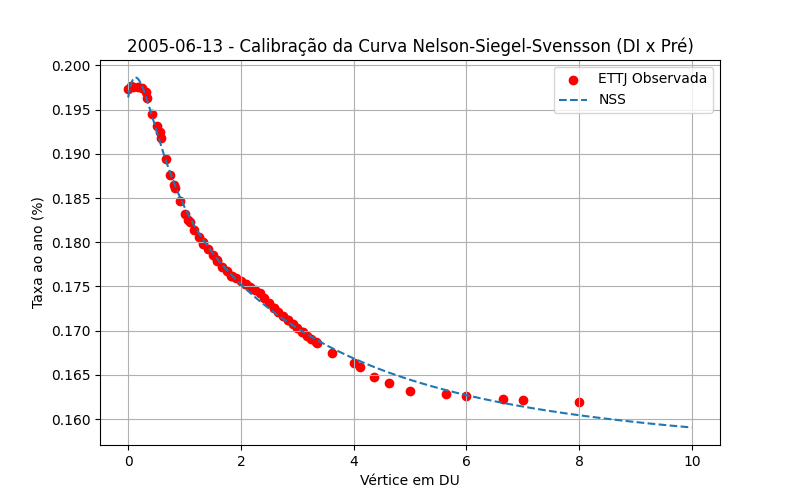 2005-06-13 - Calibração da Curva Nelson-Siegel-Svensson (DI x Pré)
ETTJ Observada
NSS
Taxa ao ano (%)
0.200
0.195
0.190
0.185
0.180
0.175
0.170
0.165
0.160
0 2 4 6 8 10
Vértice em DU